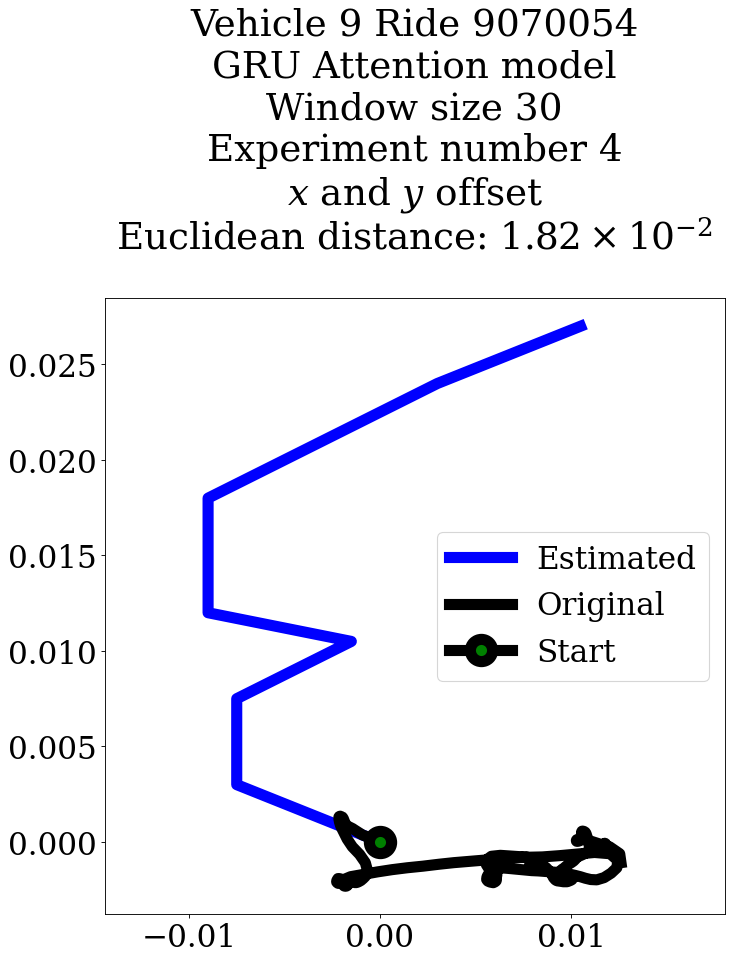 Vehicle 9 Ride 9070054
GRU Attention model
Window size 30
Experiment number 4
x and y offset
Euclidean distance: 1.82 × 10⁻²
0.025
0.020
0.015
0.010
0.005
0.000
Estimated
Original
Start
−0.01
0.00
0.01